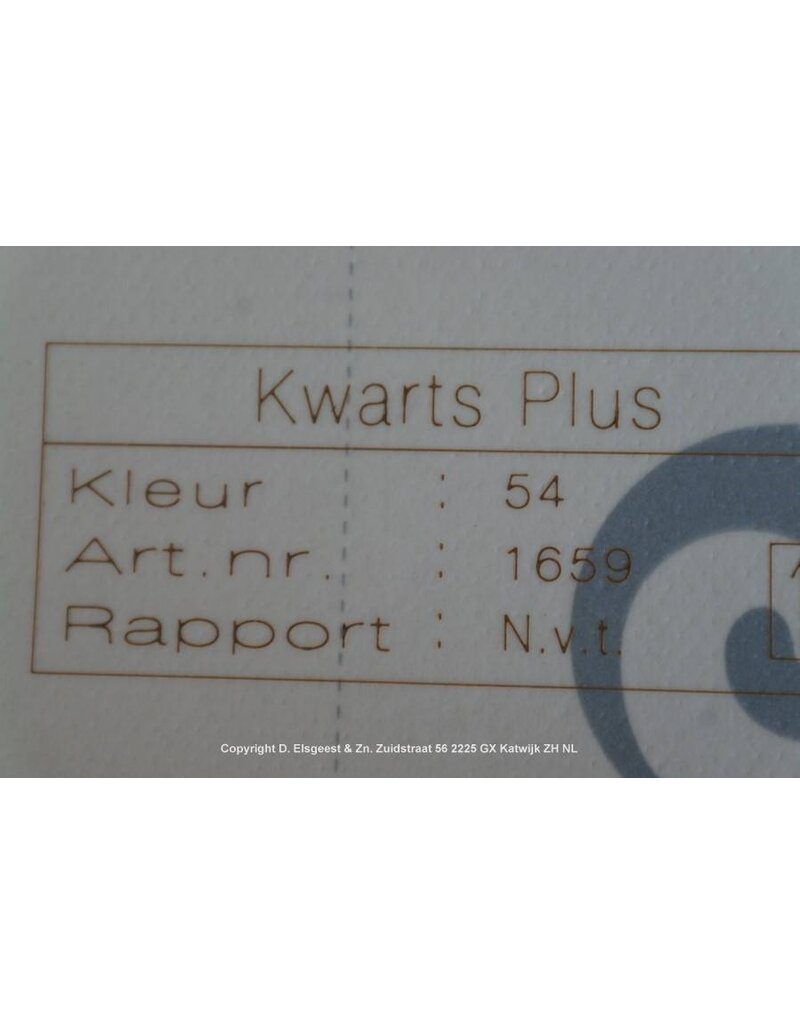 Kwarts Plus
Kleur : 54
Art.nr. : 1659
Rapport : N.v.t.
Copyright D. Elsgeest & Zn. Zuidstraat 56 2225 GX Katwijk ZH NL